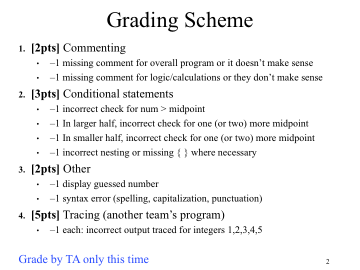 Grading Scheme
1. [2pts] Commenting
• –1 missing comment for overall program or it doesn't make sense
• –1 missing comment for logic/calculations or they don't make sense
2. [3pts] Conditional statements
• –1 incorrect check for num > midpoint
• –1 In larger half, incorrect check for one (or two) more midpoint
• –1 In smaller half, incorrect check for one (or two) more midpoint
• –1 incorrect nesting or missing { } where necessary
3. [2pts] Other
• –1 display guessed number
• –1 syntax error (spelling, capitalization, punctuation)
4. [5pts] Tracing (another team's program)
• –1 each: incorrect output traced for integers 1,2,3,4,5
Grade by TA only this time
2